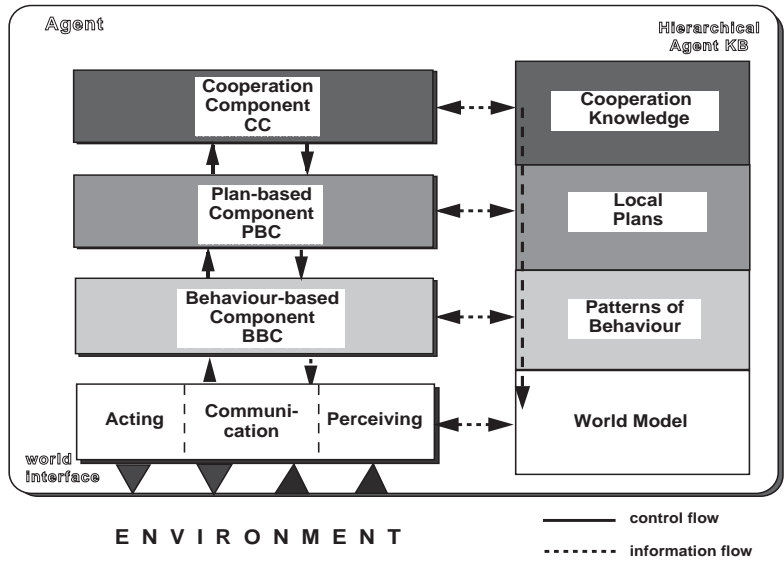 Agent
Hierarchical
Agent KB
Cooperation
Component
CC
Cooperation
Knowledge
Plan-based
Component
PBC
Local
Plans
Behaviour-based
Component
BBC
Patterns of
Behaviour
Acting
Communi-
cation
Perceiving
World Model
world
interface
ENVIRONMENT
control flow
information flow